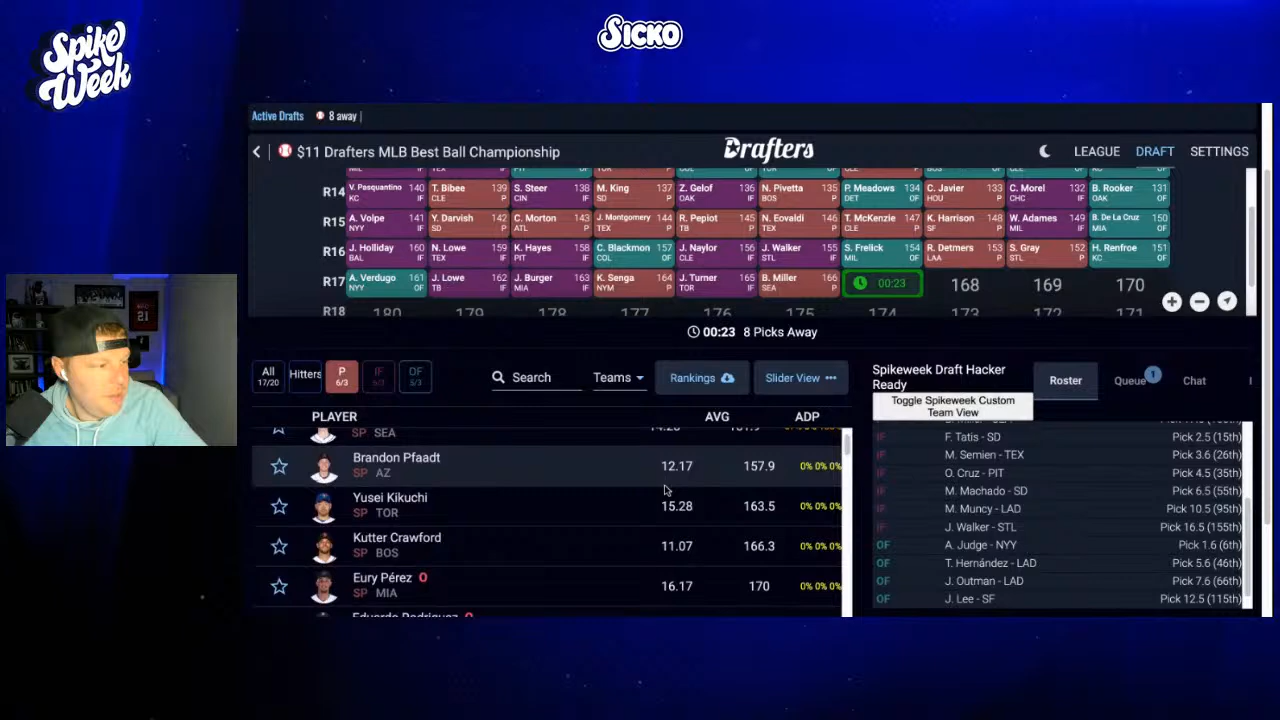 Spike Week
SICKO
Active Drafts 8 away
$11 Drafters MLB Best Ball Championship
Drafters
LEAGUE DRAFT SETTINGS
R14
V. Pasquantino 140 KC IF
T. Bibee 139 CLE P
S. Steer 138 CIN IF
M. King 137 SD P
Z. Gelof 136 OAK IF
N. Pivetta 135 BOS P
P. Meadows 134 DET OF
C. Javier 133 HOU P
C. Morel 132 CHC IF
B. Rooker 131 OAK OF
R15
A. Volpe 141 NYY IF
Y. Darvish 142 SD P
C. Morton 143 ATL P
J. Montgomery 144 TEX P
R. Pepiot 145 TB P
N. Eovaldi 146 TEX P
T. McKenzie 147 CLE P
K. Harrison 148 SF P
W. Adames 149 MIL IF
B. De La Cruz 150 MIA OF
R16
J. Holliday 160 BAL IF
N. Lowe 159 TEX IF
K. Hayes 158 PIT IF
C. Blackmon 157 COL OF
J. Naylor 156 CLE IF
J. Walker 155 STL IF
S. Frelick 154 MIL OF
R. Detmers 153 LAA P
S. Gray 152 STL P
H. Renfroe 151 KC OF
R17
A. Verdugo 161 NYY OF
J. Lowe 162 TB IF
J. Burger 163 MIA IF
K. Senga 164 NYM P
J. Turner 165 TOR IF
B. Miller 166 SEA P
00:23
168 169 170
R18
00:23 8 Picks Away
All 17/20
Hitters
P 6/3
IF 6/3
OF 5/3
Search
Teams
Rankings
Slider View
PLAYER AVG ADP
SP SEA
Brandon Pfaadt
SP AZ 12.17 157.9 0% 0% 0%
Yusei Kikuchi
SP TOR 15.28 163.5 0% 0% 0%
Kutter Crawford
SP BOS 11.07 166.3 0% 0% 0%
Eury Pérez O
SP MIA 16.17 170 0% 0% 0%
Spikeweek Draft Hacker
Ready
Toggle Spikeweek Custom
Team View
Roster
Queue 1
Chat
IF F. Tatis - SD Pick 2.5 (15th)
IF M. Semien - TEX Pick 3.6 (26th)
IF O. Cruz - PIT Pick 4.5 (35th)
IF M. Machado - SD Pick 6.5 (55th)
IF M. Muncy - LAD Pick 10.5 (95th)
IF J. Walker - STL Pick 16.5 (155th)
OF A. Judge - NYY Pick 1.6 (6th)
OF T. Hernández - LAD Pick 5.6 (46th)
OF J. Outman - LAD Pick 7.6 (66th)
OF J. Lee - SF Pick 12.5 (115th)